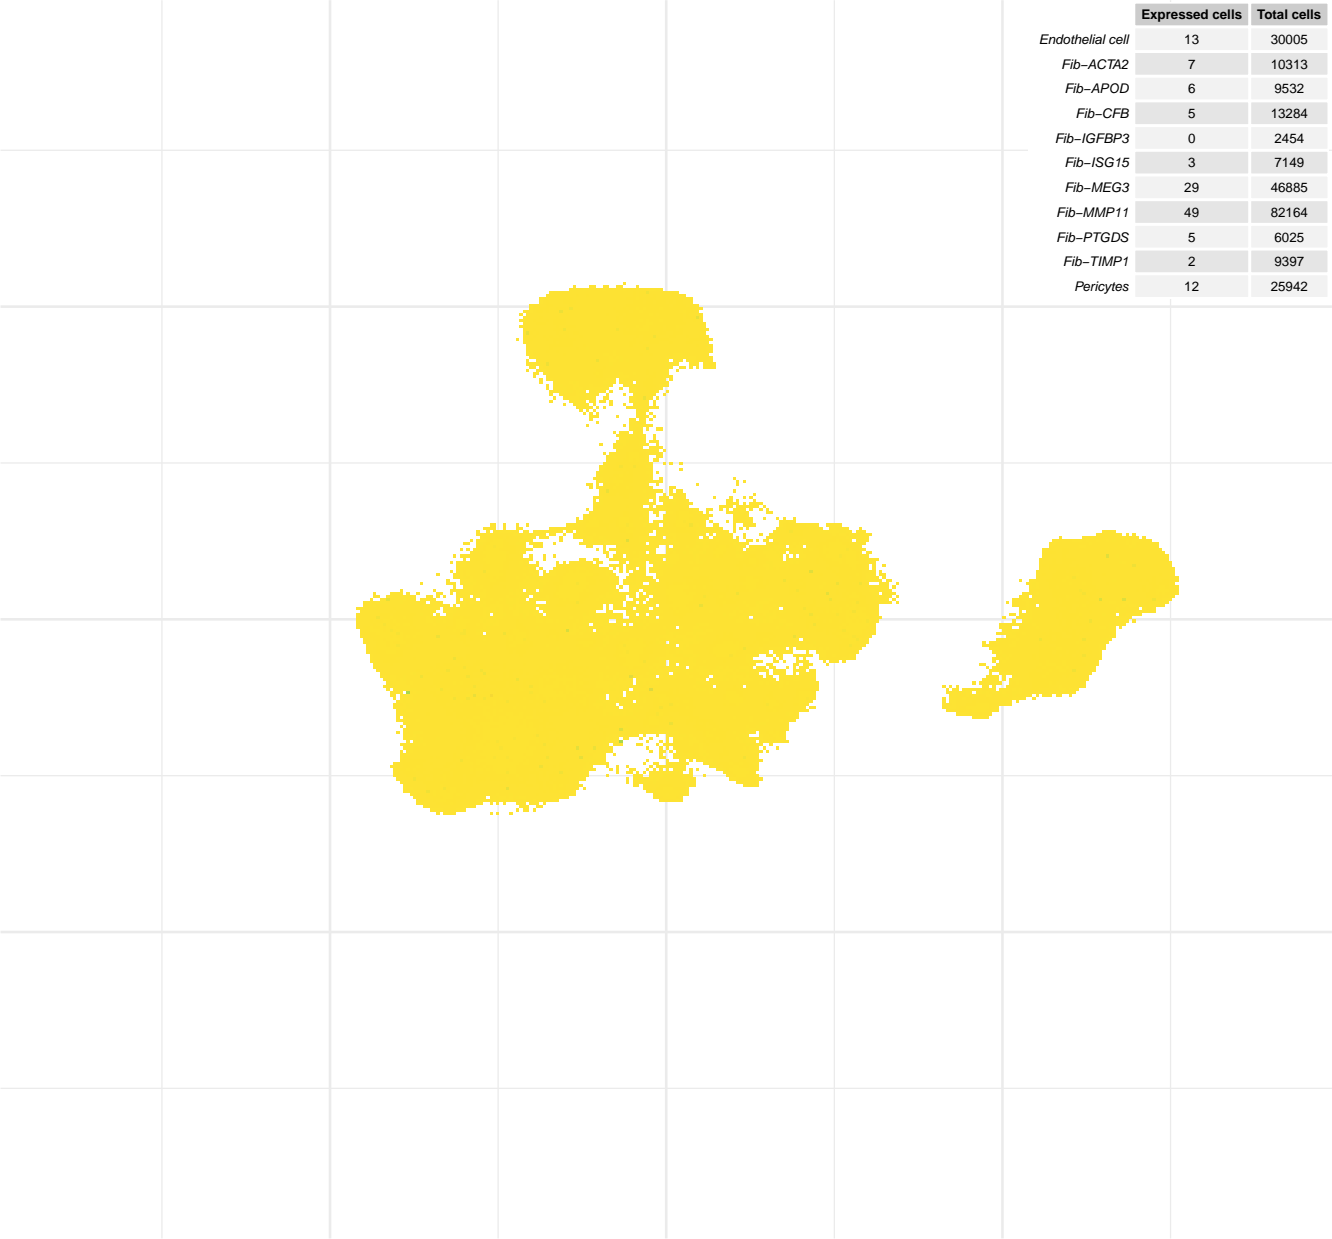 Expressed cells Total cells
Endothelial cell 13 30005
Fib−ACTA2 7 10313
Fib−APOD 6 9532
Fib−CFB 5 13284
Fib−IGFBP3 0 2454
Fib−ISG15 3 7149
Fib−MEG3 29 46885
Fib−MMP11 49 82164
Fib−PTGDS 5 6025
Fib−TIMP1 2 9397
Pericytes 12 25942